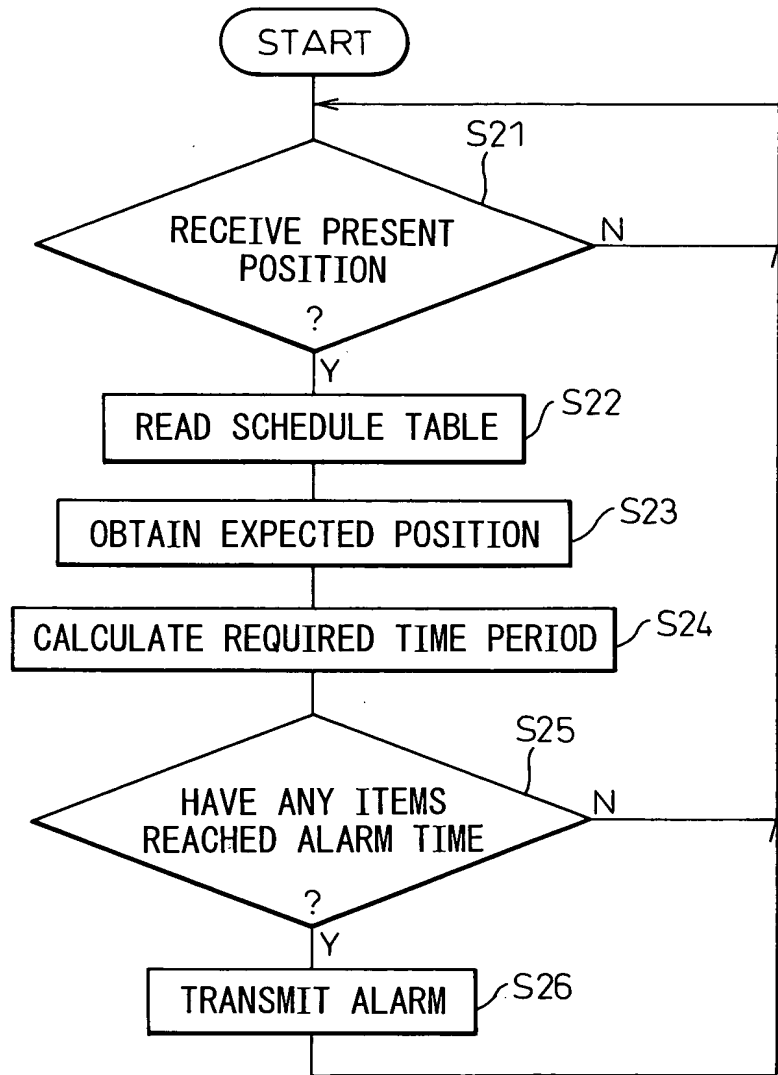 START
S21
RECEIVE PRESENT
POSITION
?
N
Y
READ SCHEDULE TABLE
S22
OBTAIN EXPECTED POSITION
S23
CALCULATE REQUIRED TIME PERIOD
S24
S25
HAVE ANY ITEMS
REACHED ALARM TIME
?
N
Y
TRANSMIT ALARM
S26